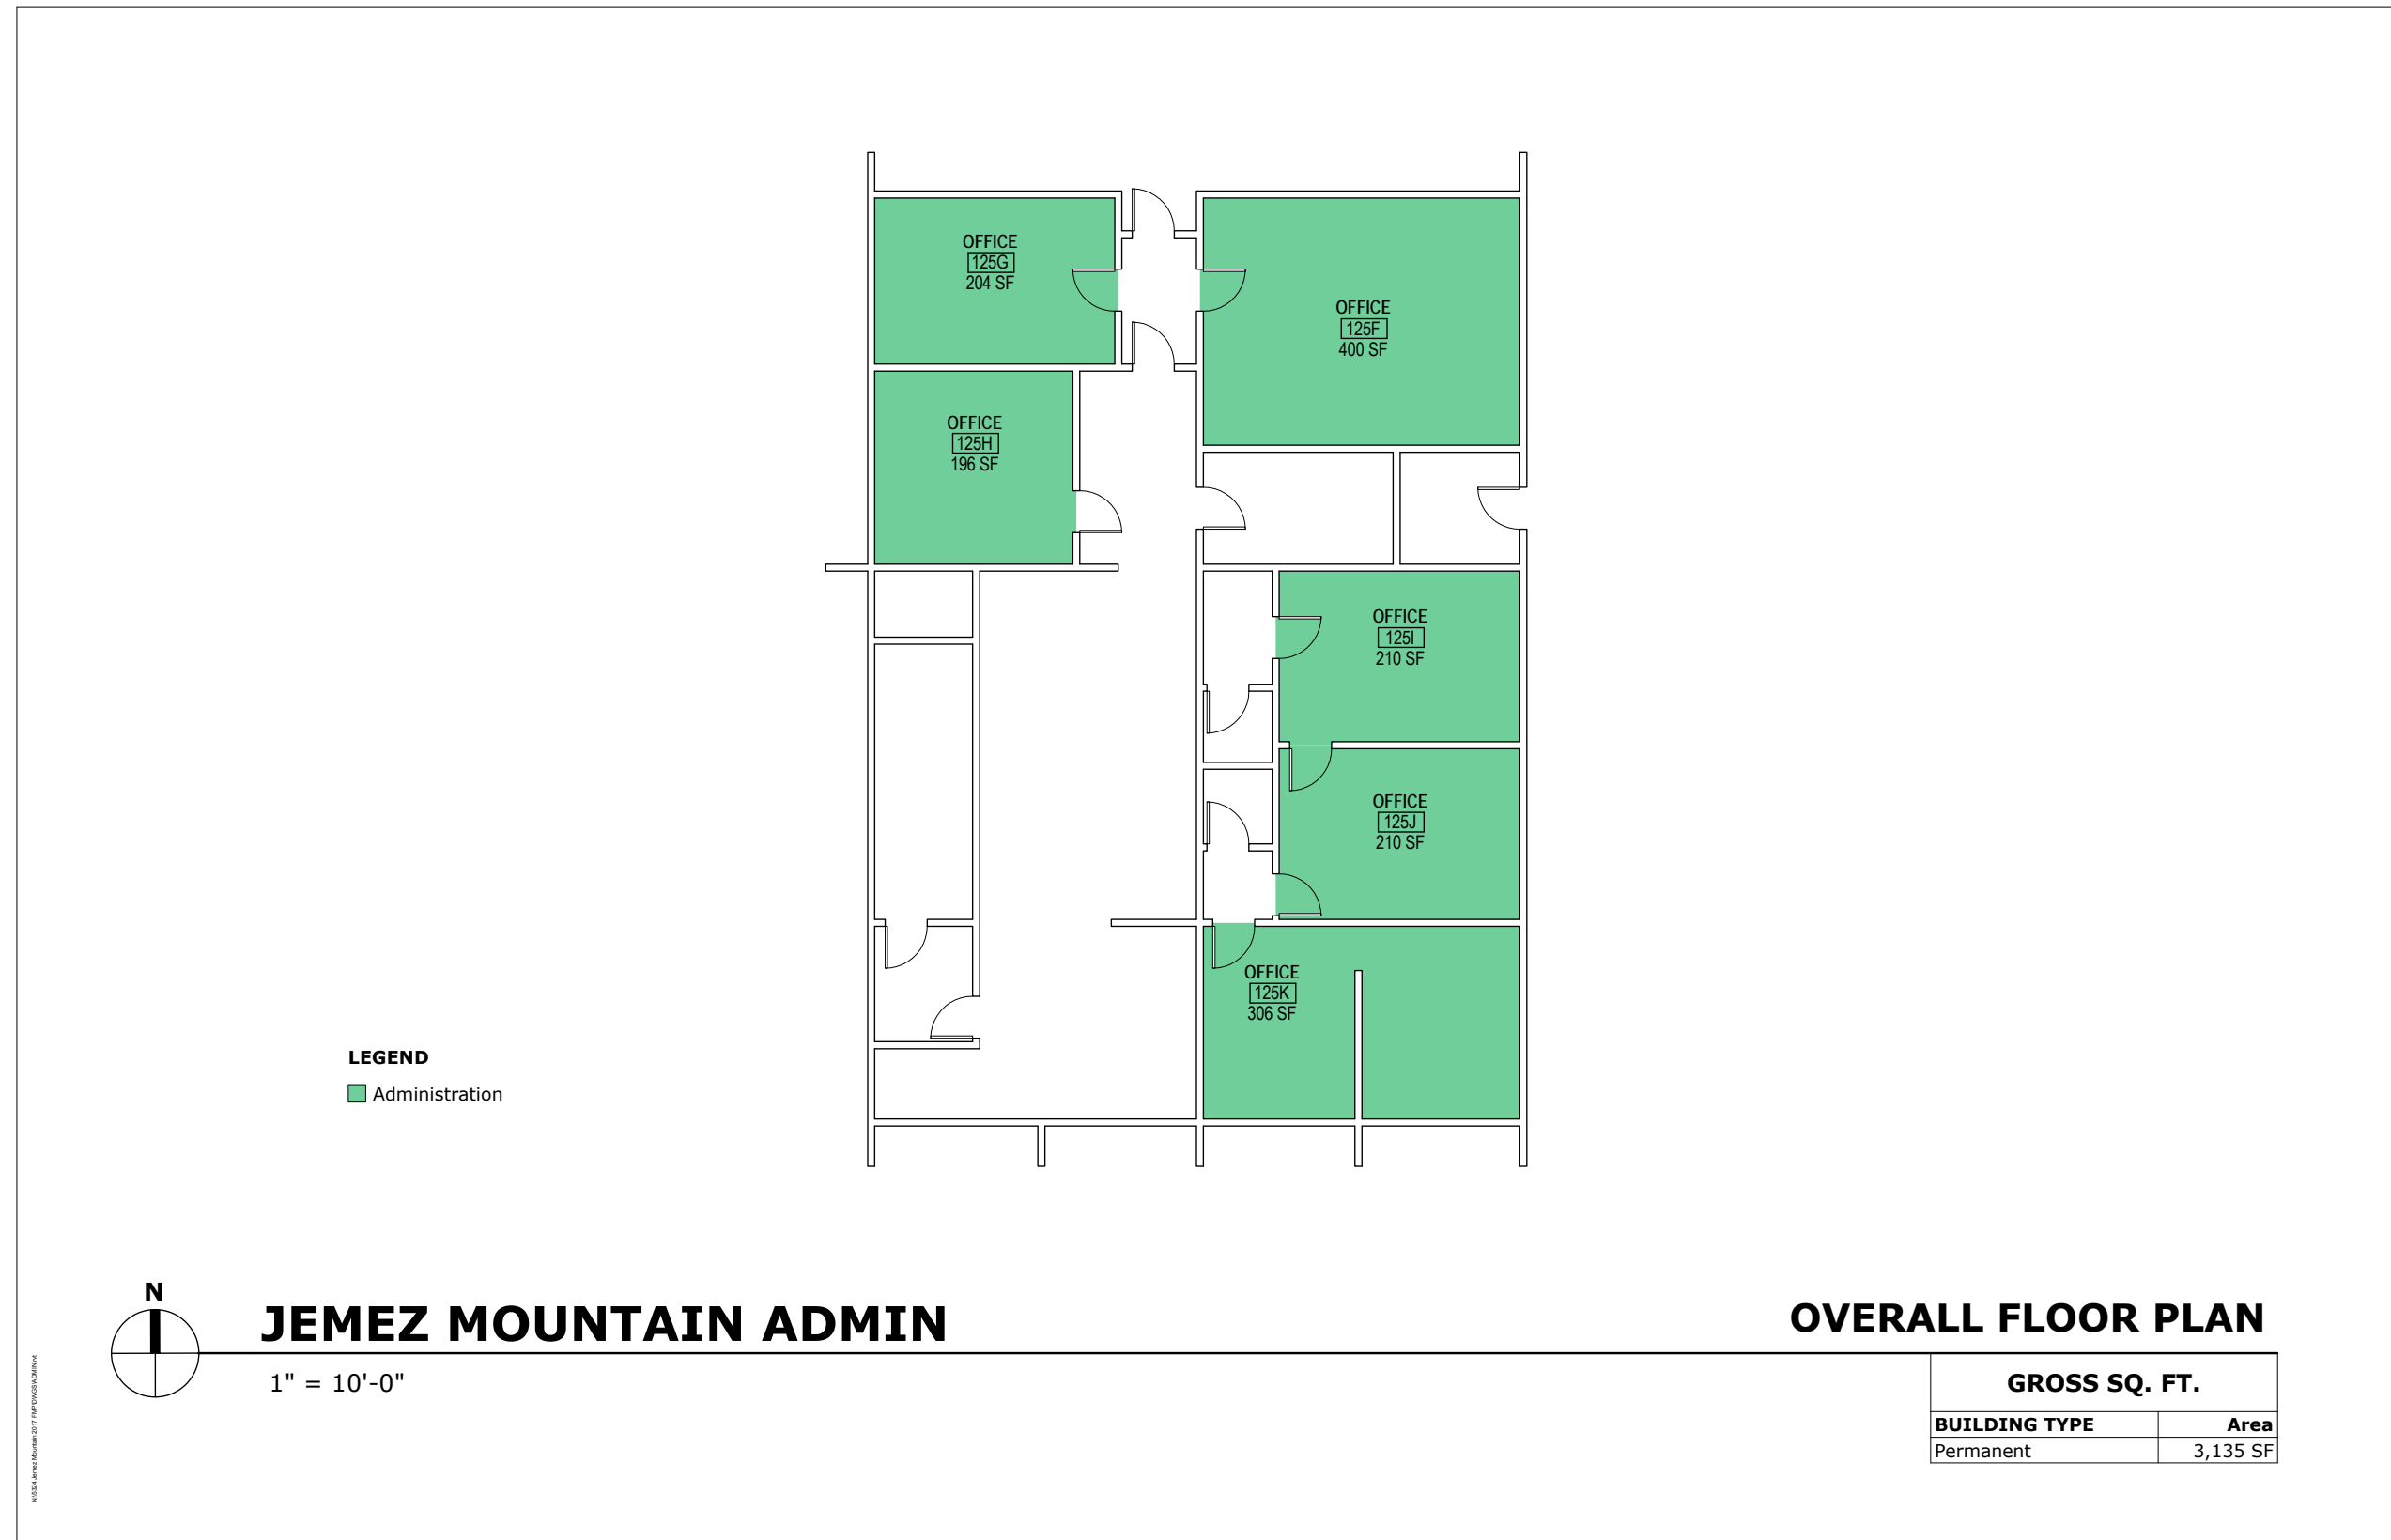 OFFICE
125G
204 SF
OFFICE
125F
400 SF
OFFICE
125H
196 SF
OFFICE
125I
210 SF
OFFICE
125J
210 SF
OFFICE
125K
306 SF
LEGEND
Administration
N
JEMEZ MOUNTAIN ADMIN
1" = 10'-0"
OVERALL FLOOR PLAN
GROSS SQ. FT.
BUILDING TYPE Area
Permanent 3,135 SF